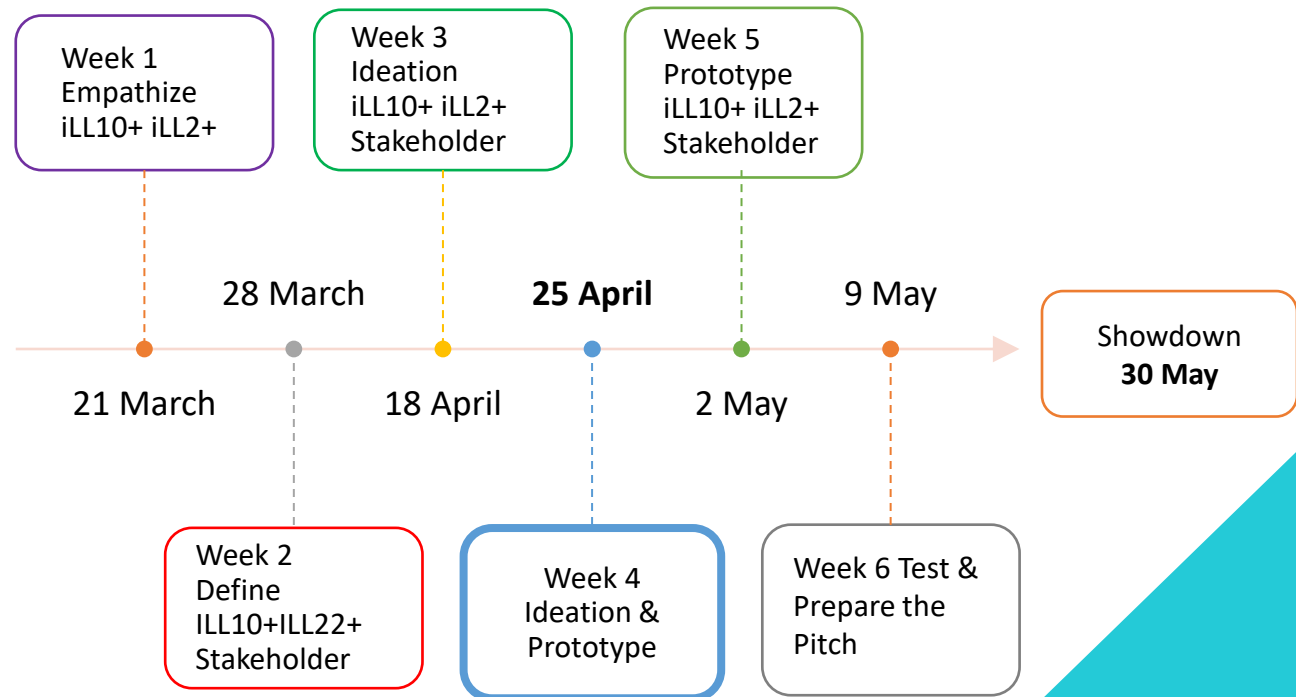 Week 1
Empathize
iLL10+ iLL2+
Week 3
Ideation
iLL10+ iLL2+
Stakeholder
Week 5
Prototype
iLL10+ iLL2+
Stakeholder
28 March
25 April
9 May
Showdown
30 May
21 March
18 April
2 May
Week 2
Define
ILL10+ILL22+
Stakeholder
Week 4
Ideation &
Prototype
Week 6 Test &
Prepare the
Pitch